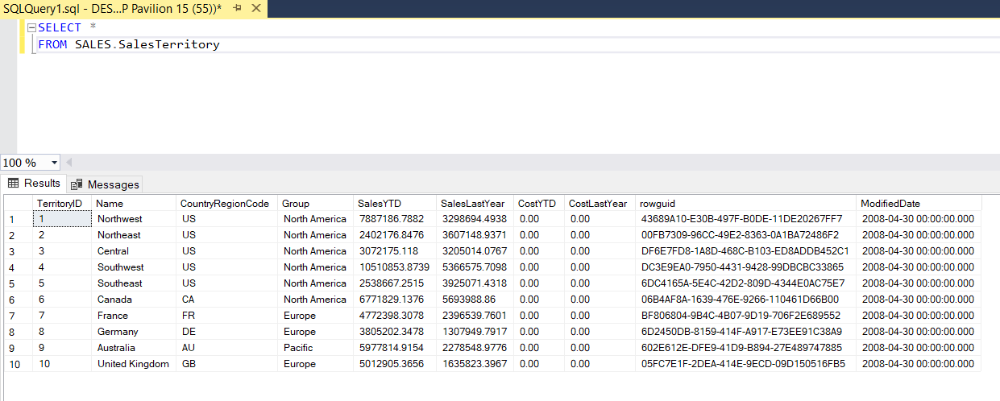 SQLQuery1.sql - DES...P Pavilion 15 (55))*
SELECT *
FROM SALES.SalesTerritory
100 %
Results Messages
TerritoryID Name CountryRegionCode Group SalesYTD SalesLastYear CostYTD CostLastYear rowguid ModifiedDate
1 1 Northwest US North America 7887186.7882 3298694.4938 0.00 0.00 43689A10-E30B-497F-B0DE-11DE20267FF7 2008-04-30 00:00:00.000
2 2 Northeast US North America 2402176.8476 3607148.9371 0.00 0.00 00FB7309-96CC-49E2-8363-0A1BA72486F2 2008-04-30 00:00:00.000
3 3 Central US North America 3072175.118 3205014.0767 0.00 0.00 DF6E7FD8-1A8D-468C-B103-ED8ADDB452C1 2008-04-30 00:00:00.000
4 4 Southwest US North America 10510853.8739 5366575.7098 0.00 0.00 DC3E9EA0-7950-4431-9428-99DBCBC33865 2008-04-30 00:00:00.000
5 5 Southeast US North America 2538667.2515 3925071.4318 0.00 0.00 6DC4165A-5E4C-42D2-809D-4344E0AC75E7 2008-04-30 00:00:00.000
6 6 Canada CA North America 6771829.1376 5693988.86 0.00 0.00 06B4AF8A-1639-476E-9266-110461D66B00 2008-04-30 00:00:00.000
7 7 France FR Europe 4772398.3078 2396539.7601 0.00 0.00 BF806804-9B4C-4B07-9D19-706F2E689552 2008-04-30 00:00:00.000
8 8 Germany DE Europe 3805202.3478 1307949.7917 0.00 0.00 6D2450DB-8159-414F-A917-E73EE91C38A9 2008-04-30 00:00:00.000
9 9 Australia AU Pacific 5977814.9154 2278548.9776 0.00 0.00 602E612E-DFE9-41D9-B894-27E489747885 2008-04-30 00:00:00.000
10 10 United Kingdom GB Europe 5012905.3656 1635823.3967 0.00 0.00 05FC7E1F-2DEA-414E-9ECD-09D150516FB5 2008-04-30 00:00:00.000